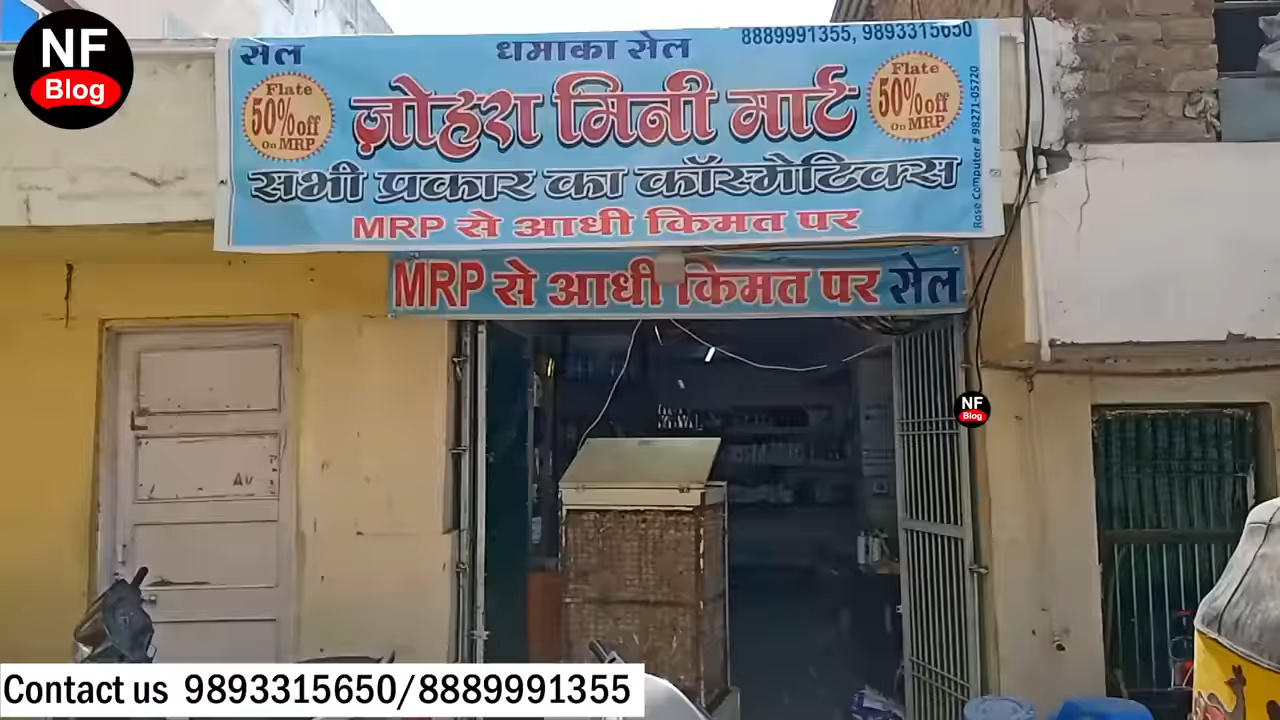 NF
Blog
सेल
धमाका सेल
8889991355, 9893315650
Flate
50%off
On MRP
ज़ोहरा मिनी मार्ट
Flate
50%off
On MRP
सभी प्रकार का कॉस्मेटिक्स
MRP से आधी किमत पर
Rose Computer # 98271-05720
MRP से आधी किमत पर सेल
NF
Blog
Contact us 9893315650/8889991355